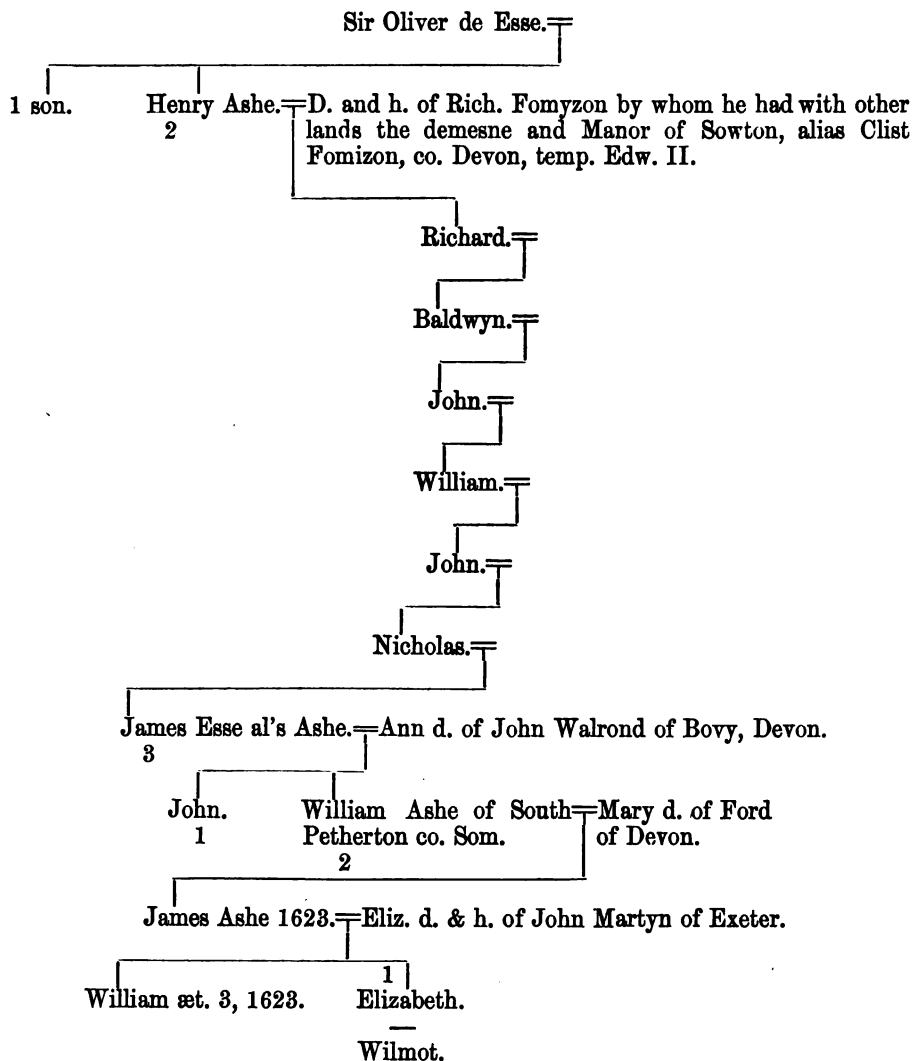 Sir Oliver de Esse.
1 son.
Henry Ashe.
2
D. and h. of Rich. Fomyzon by whom he had with other
lands the demesne and Manor of Sowton, alias Clist
Fomizon, co. Devon, temp. Edw. II.
Richard.
Baldwyn.
John.
William.
John.
Nicholas.
James Esse al's Ashe.
3
Ann d. of John Walrond of Bovy, Devon.
John.
1
William Ashe of South
Petherton co. Som.
2
Mary d. of Ford
of Devon.
James Ashe 1623.
Eliz. d. & h. of John Martyn of Exeter.
William æt. 3, 1623.
1
Elizabeth.
Wilmot.